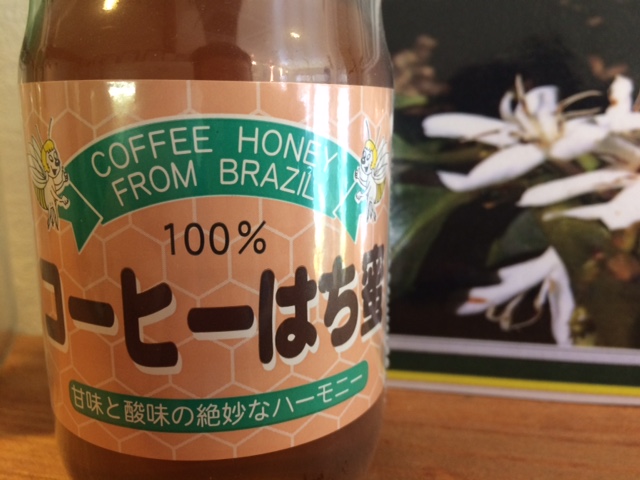 COFFEE HONEY
FROM BRAZIL
100%
コーヒーはち蜜
甘味と酸味の絶妙なハーモニー